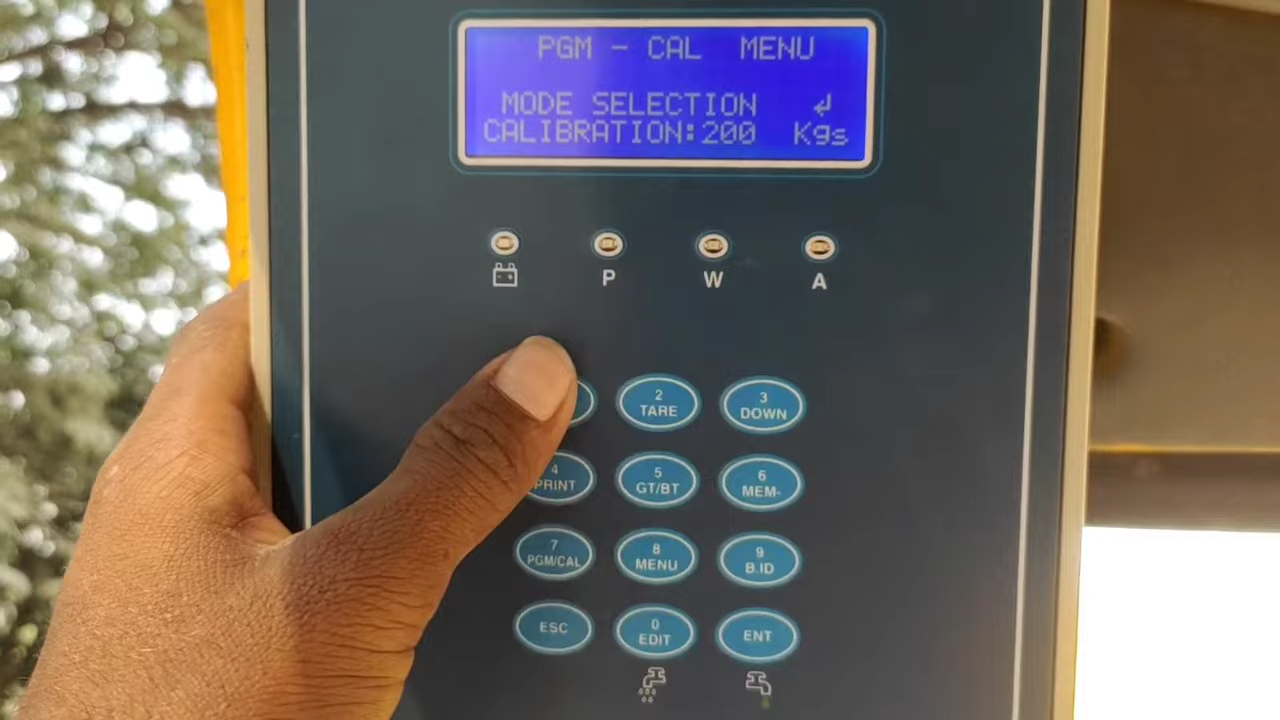 PGM - CAL MENU
MODE SELECTION ↲
CALIBRATION:200 Kgs
P W A
2 3
TARE DOWN
4 5 6
PRINT GT/BT MEM-
7 8 9
PGM/CAL MENU B.ID
0
ESC EDIT ENT